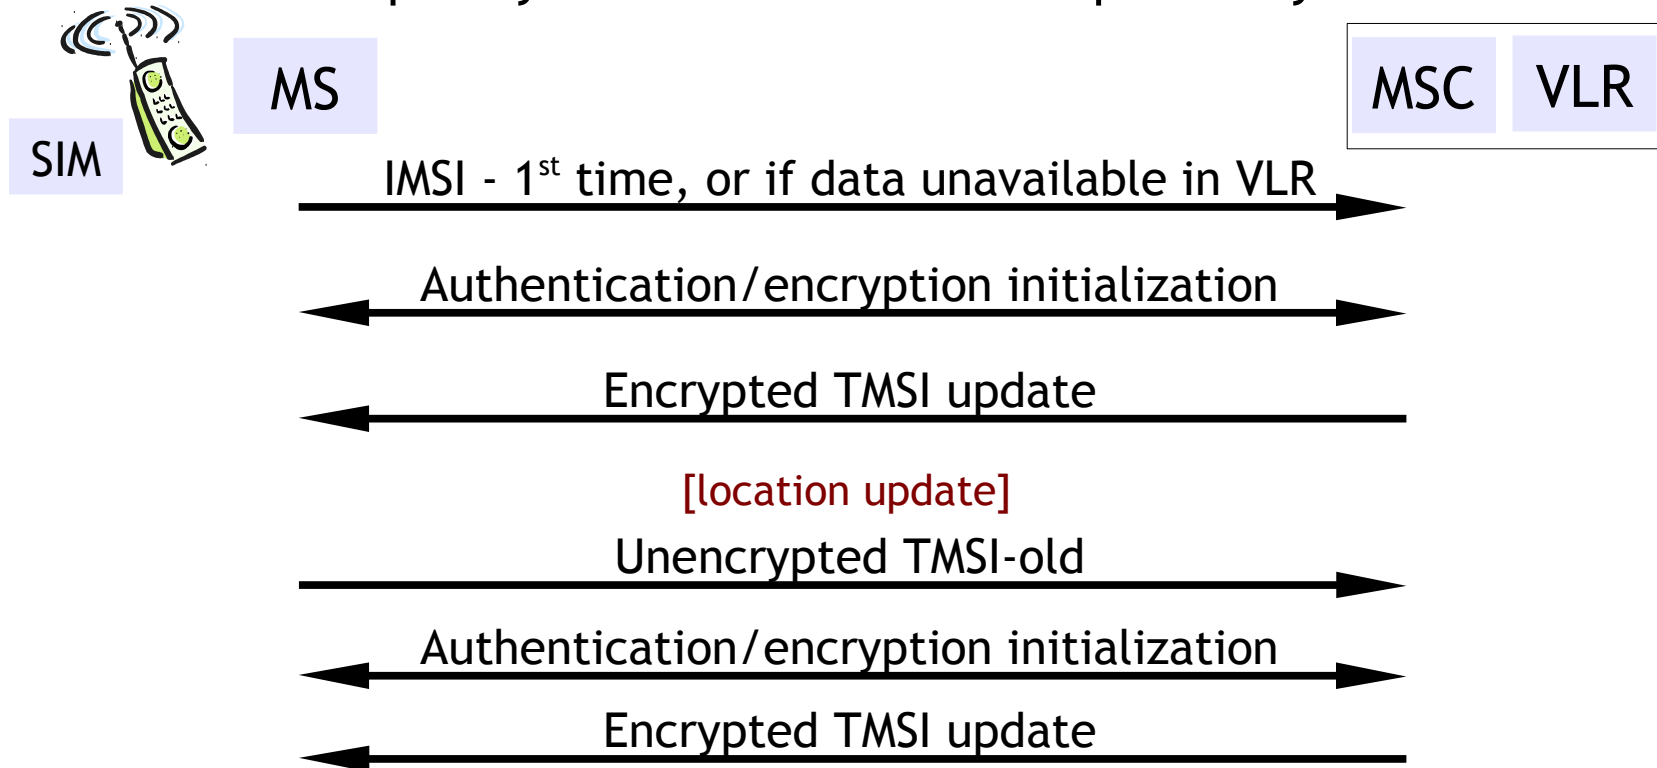 MS
MSC VLR
SIM
IMSI - 1st time, or if data unavailable in VLR
Authentication/encryption initialization
Encrypted TMSI update
[location update]
Unencrypted TMSI-old
Authentication/encryption initialization
Encrypted TMSI update